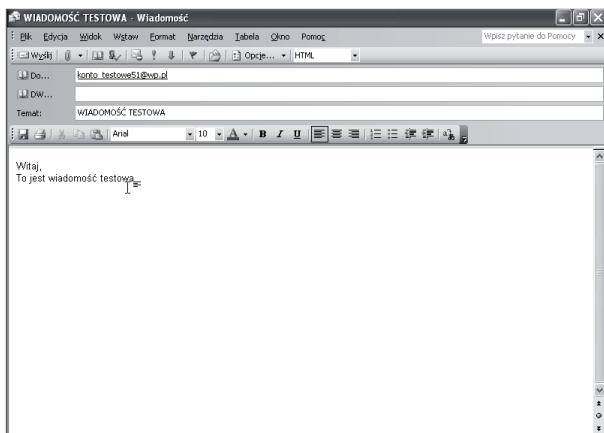 WIADOMOŚĆ TESTOWA - Wiadomość
Plik Edycja Widok Wstaw Format Narzędzia Tabela Okno Pomoc
Wpisz pytanie do Pomocy
Wyślij Opcje... HTML
Do... konto_testowe51@wp.pl
DW...
Temat: WIADOMOŚĆ TESTOWA
Arial 10 A B I U
Witaj,
To jest wiadomość testowa